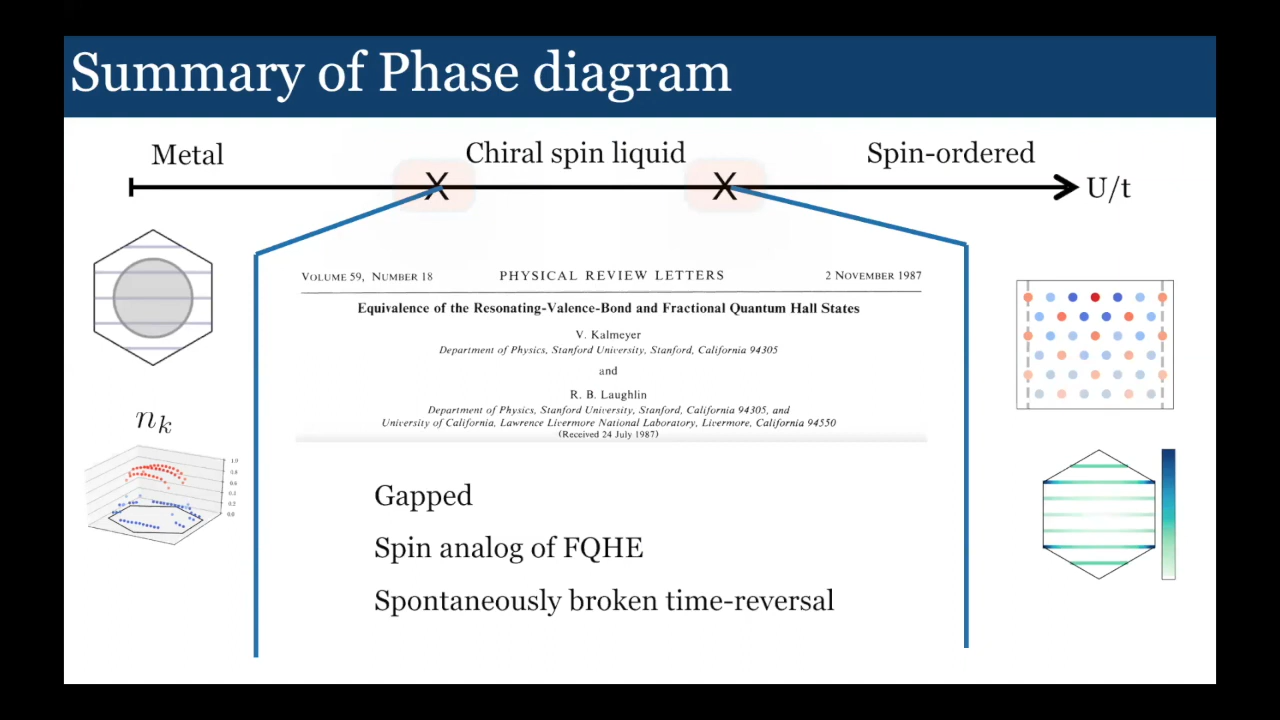 Summary of Phase diagram
Metal
Chiral spin liquid
Spin-ordered
X
X
U/t
VOLUME 59, NUMBER 18
PHYSICAL REVIEW LETTERS
2 NOVEMBER 1987
Equivalence of the Resonating-Valence-Bond and Fractional Quantum Hall States
V. Kalmeyer
Department of Physics, Stanford University, Stanford, California 94305
and
R. B. Laughlin
Department of Physics, Stanford University, Stanford, California 94305, and
University of California, Lawrence Livermore National Laboratory, Livermore, California 94550
(Received 24 July 1987)
n_k
Gapped
Spin analog of FQHE
Spontaneously broken time-reversal